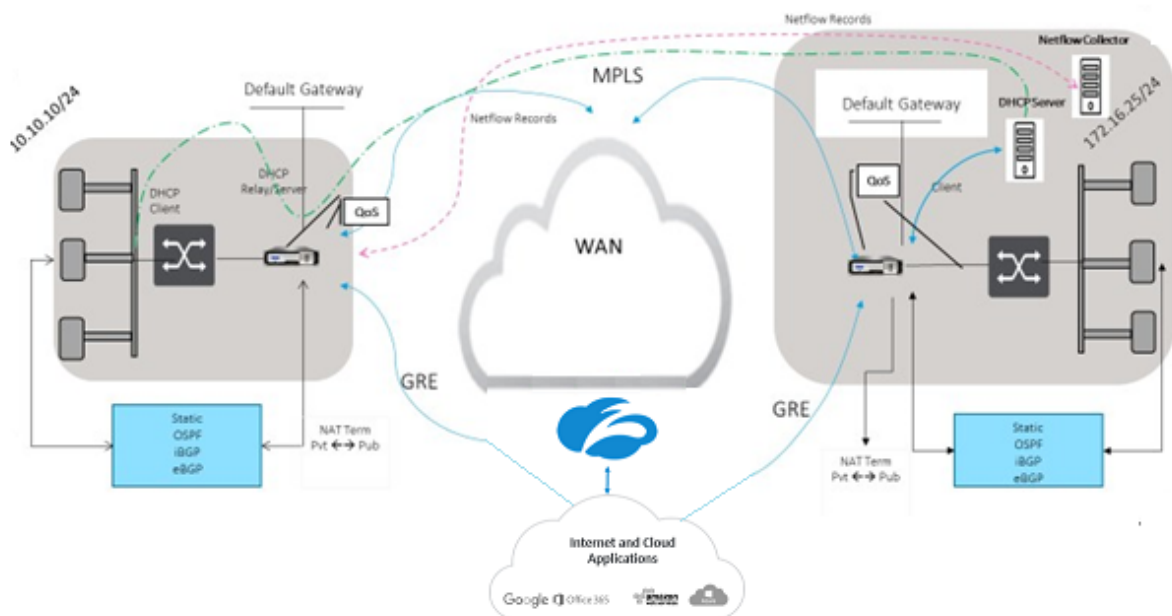 Netflow Records
Netflow Collector
MPLS
Default Gateway
Default Gateway
DHCP Server
10.10.10/24
172.16.25/24
Netflow Records
DHCP
Relay/Server
DHCP
Client
QoS
QoS
Client
WAN
GRE
GRE
Static
OSPF
iBGP
eBGP
NAT Term
Pvt ←→ Pub
NAT Term
Pvt ←→ Pub
Static
OSPF
iBGP
eBGP
Internet and Cloud
Applications
Google Office 365 amazon